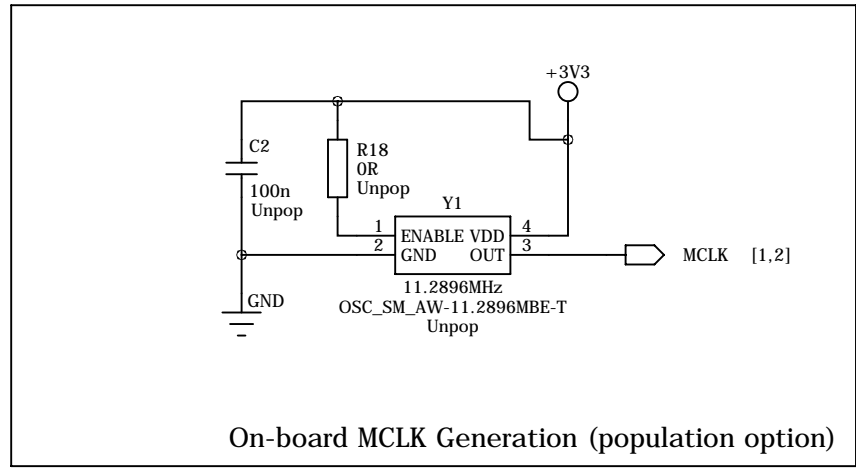 +3V3
C2
100n
Unpop
R18
0R
Unpop
Y1
1 ENABLE VDD 4
2 GND OUT 3
MCLK [1,2]
11.2896MHz
OSC_SM_AW-11.2896MBE-T
Unpop
GND
On-board MCLK Generation (population option)